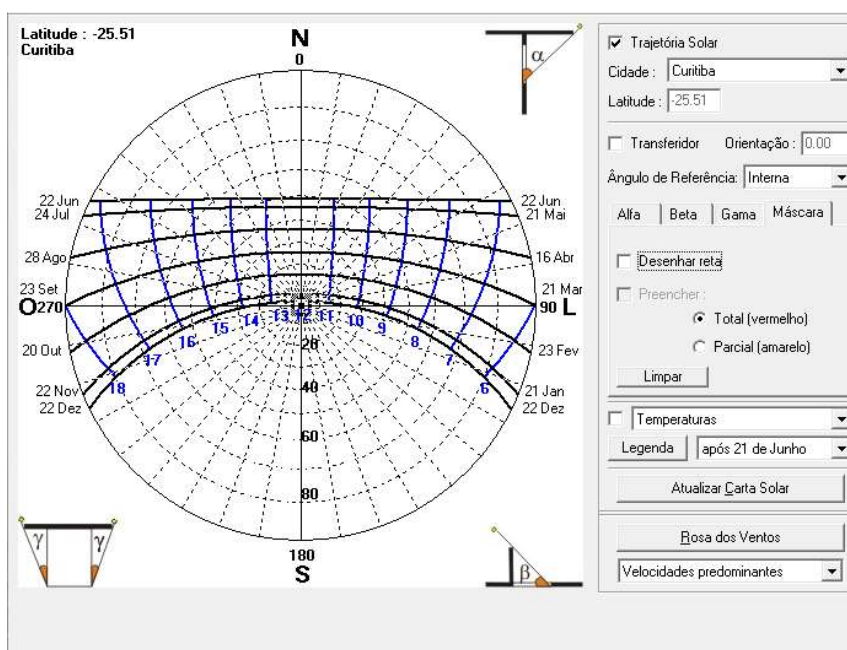 Latitude : -25.51
Curitiba
N
0
α
22 Jun
24 Jul
28 Ago
23 Set
O 270
20 Out
22 Nov
22 Dez
22 Jun
21 Mai
16 Abr
21 Mar
90 L
23 Fev
21 Jan
22 Dez
18 17 16 15 14 13 12 11 10 9 8 7 6
20
40
60
80
180
S
γ γ
β
Trajetória Solar
Cidade : Curitiba
Latitude : -25.51
Transferidor Orientação : 0.00
Ângulo de Referência: Interna
Alfa Beta Gama Máscara
Desenhar reta
Preencher :
Total (vermelho)
Parcial (amarelo)
Limpar
Temperaturas
Legenda após 21 de Junho
Atualizar Carta Solar
Rosa dos Ventos
Velocidades predominantes